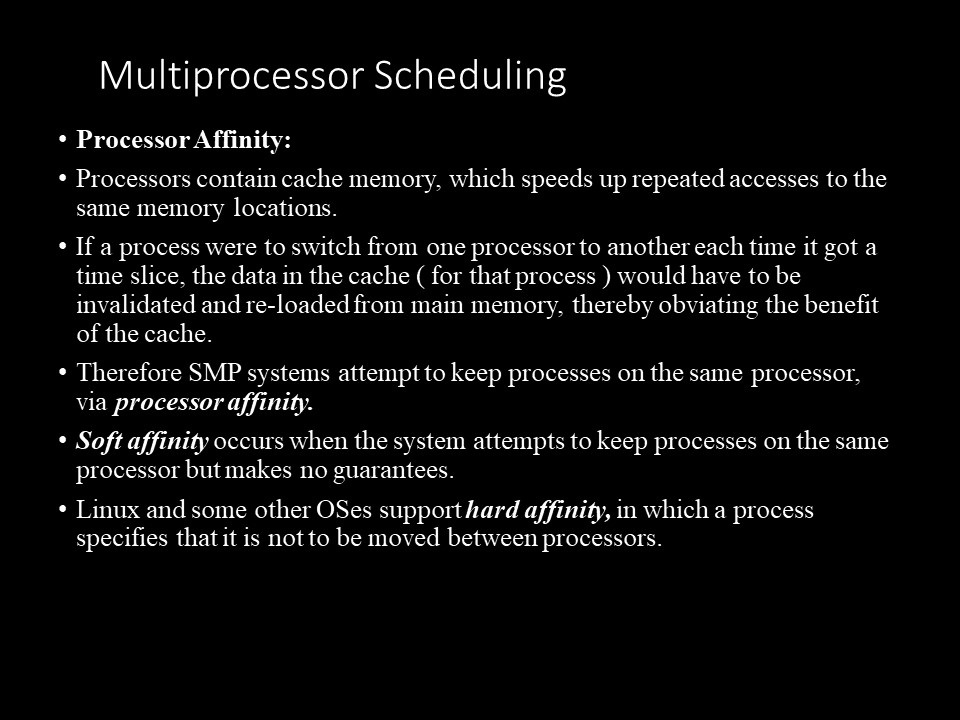 Multiprocessor Scheduling
• Processor Affinity:
• Processors contain cache memory, which speeds up repeated accesses to the
same memory locations.
• If a process were to switch from one processor to another each time it got a
time slice, the data in the cache ( for that process ) would have to be
invalidated and re-loaded from main memory, thereby obviating the benefit
of the cache.
• Therefore SMP systems attempt to keep processes on the same processor,
via processor affinity.
• Soft affinity occurs when the system attempts to keep processes on the same
processor but makes no guarantees.
• Linux and some other OSes support hard affinity, in which a process
specifies that it is not to be moved between processors.